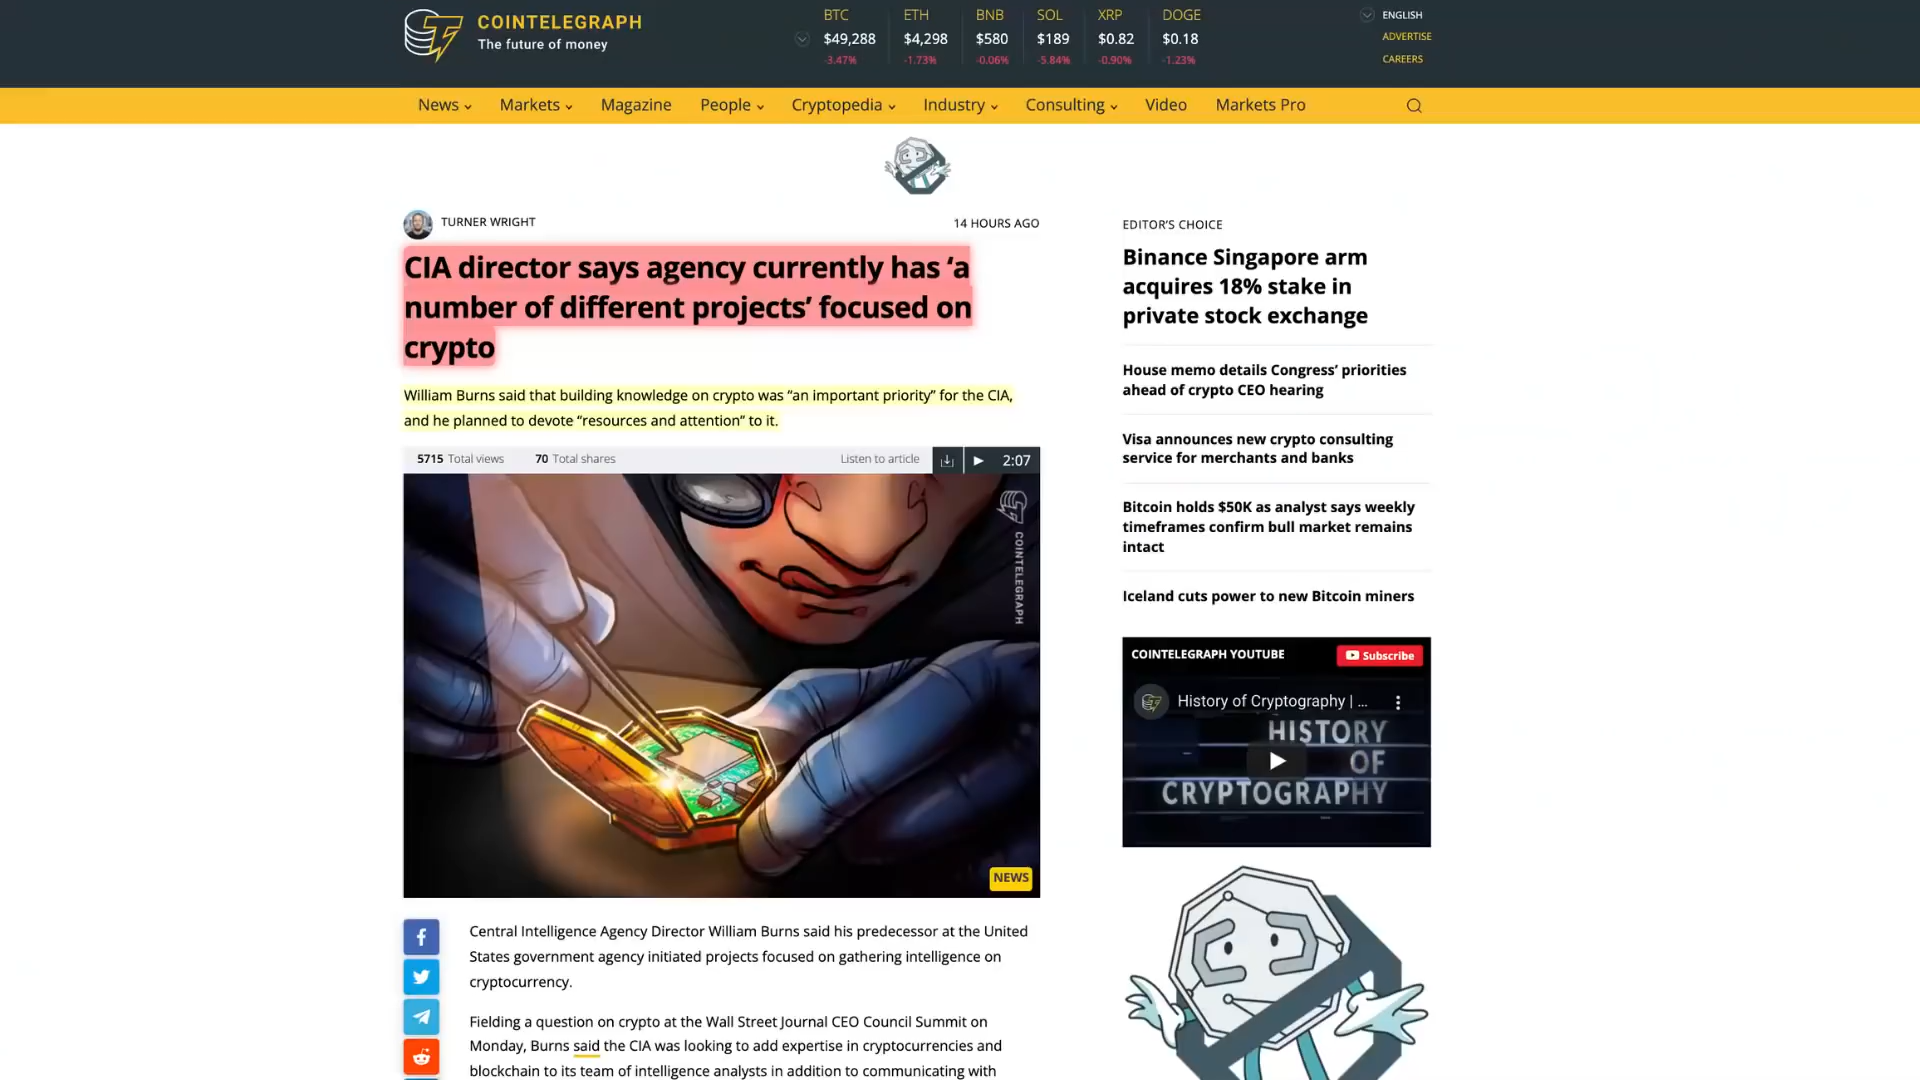 COINTELEGRAPH
The future of money
BTC ETH BNB SOL XRP DOGE
$49,288 $4,298 $580 $189 $0.82 $0.18
-3.47% -1.73% -0.06% -5.84% -0.90% -1.23%
ENGLISH
ADVERTISE
CAREERS
News Markets Magazine People Cryptopedia Industry Consulting Video Markets Pro
TURNER WRIGHT
14 HOURS AGO
CIA director says agency currently has ‘a
number of different projects’ focused on
crypto
William Burns said that building knowledge on crypto was “an important priority” for the CIA,
and he planned to devote “resources and attention” to it.
5715 Total views 70 Total shares Listen to article 2:07
COINTELEGRAPH
NEWS
Central Intelligence Agency Director William Burns said his predecessor at the United
States government agency initiated projects focused on gathering intelligence on
cryptocurrency.
Fielding a question on crypto at the Wall Street Journal CEO Council Summit on
Monday, Burns said the CIA was looking to add expertise in cryptocurrencies and
blockchain to its team of intelligence analysts in addition to communicating with
EDITOR’S CHOICE
Binance Singapore arm
acquires 18% stake in
private stock exchange
House memo details Congress’ priorities
ahead of crypto CEO hearing
Visa announces new crypto consulting
service for merchants and banks
Bitcoin holds $50K as analyst says weekly
timeframes confirm bull market remains
intact
Iceland cuts power to new Bitcoin miners
COINTELEGRAPH YOUTUBE
Subscribe
History of Cryptography | ...
HISTORY
OF
CRYPTOGRAPHY